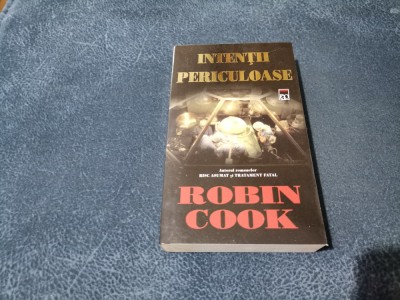 INTENȚII
PERICULOASE
Autorul romanelor
RISC ASUMAT și TRATAMENT FATAL
ROBIN
COOK